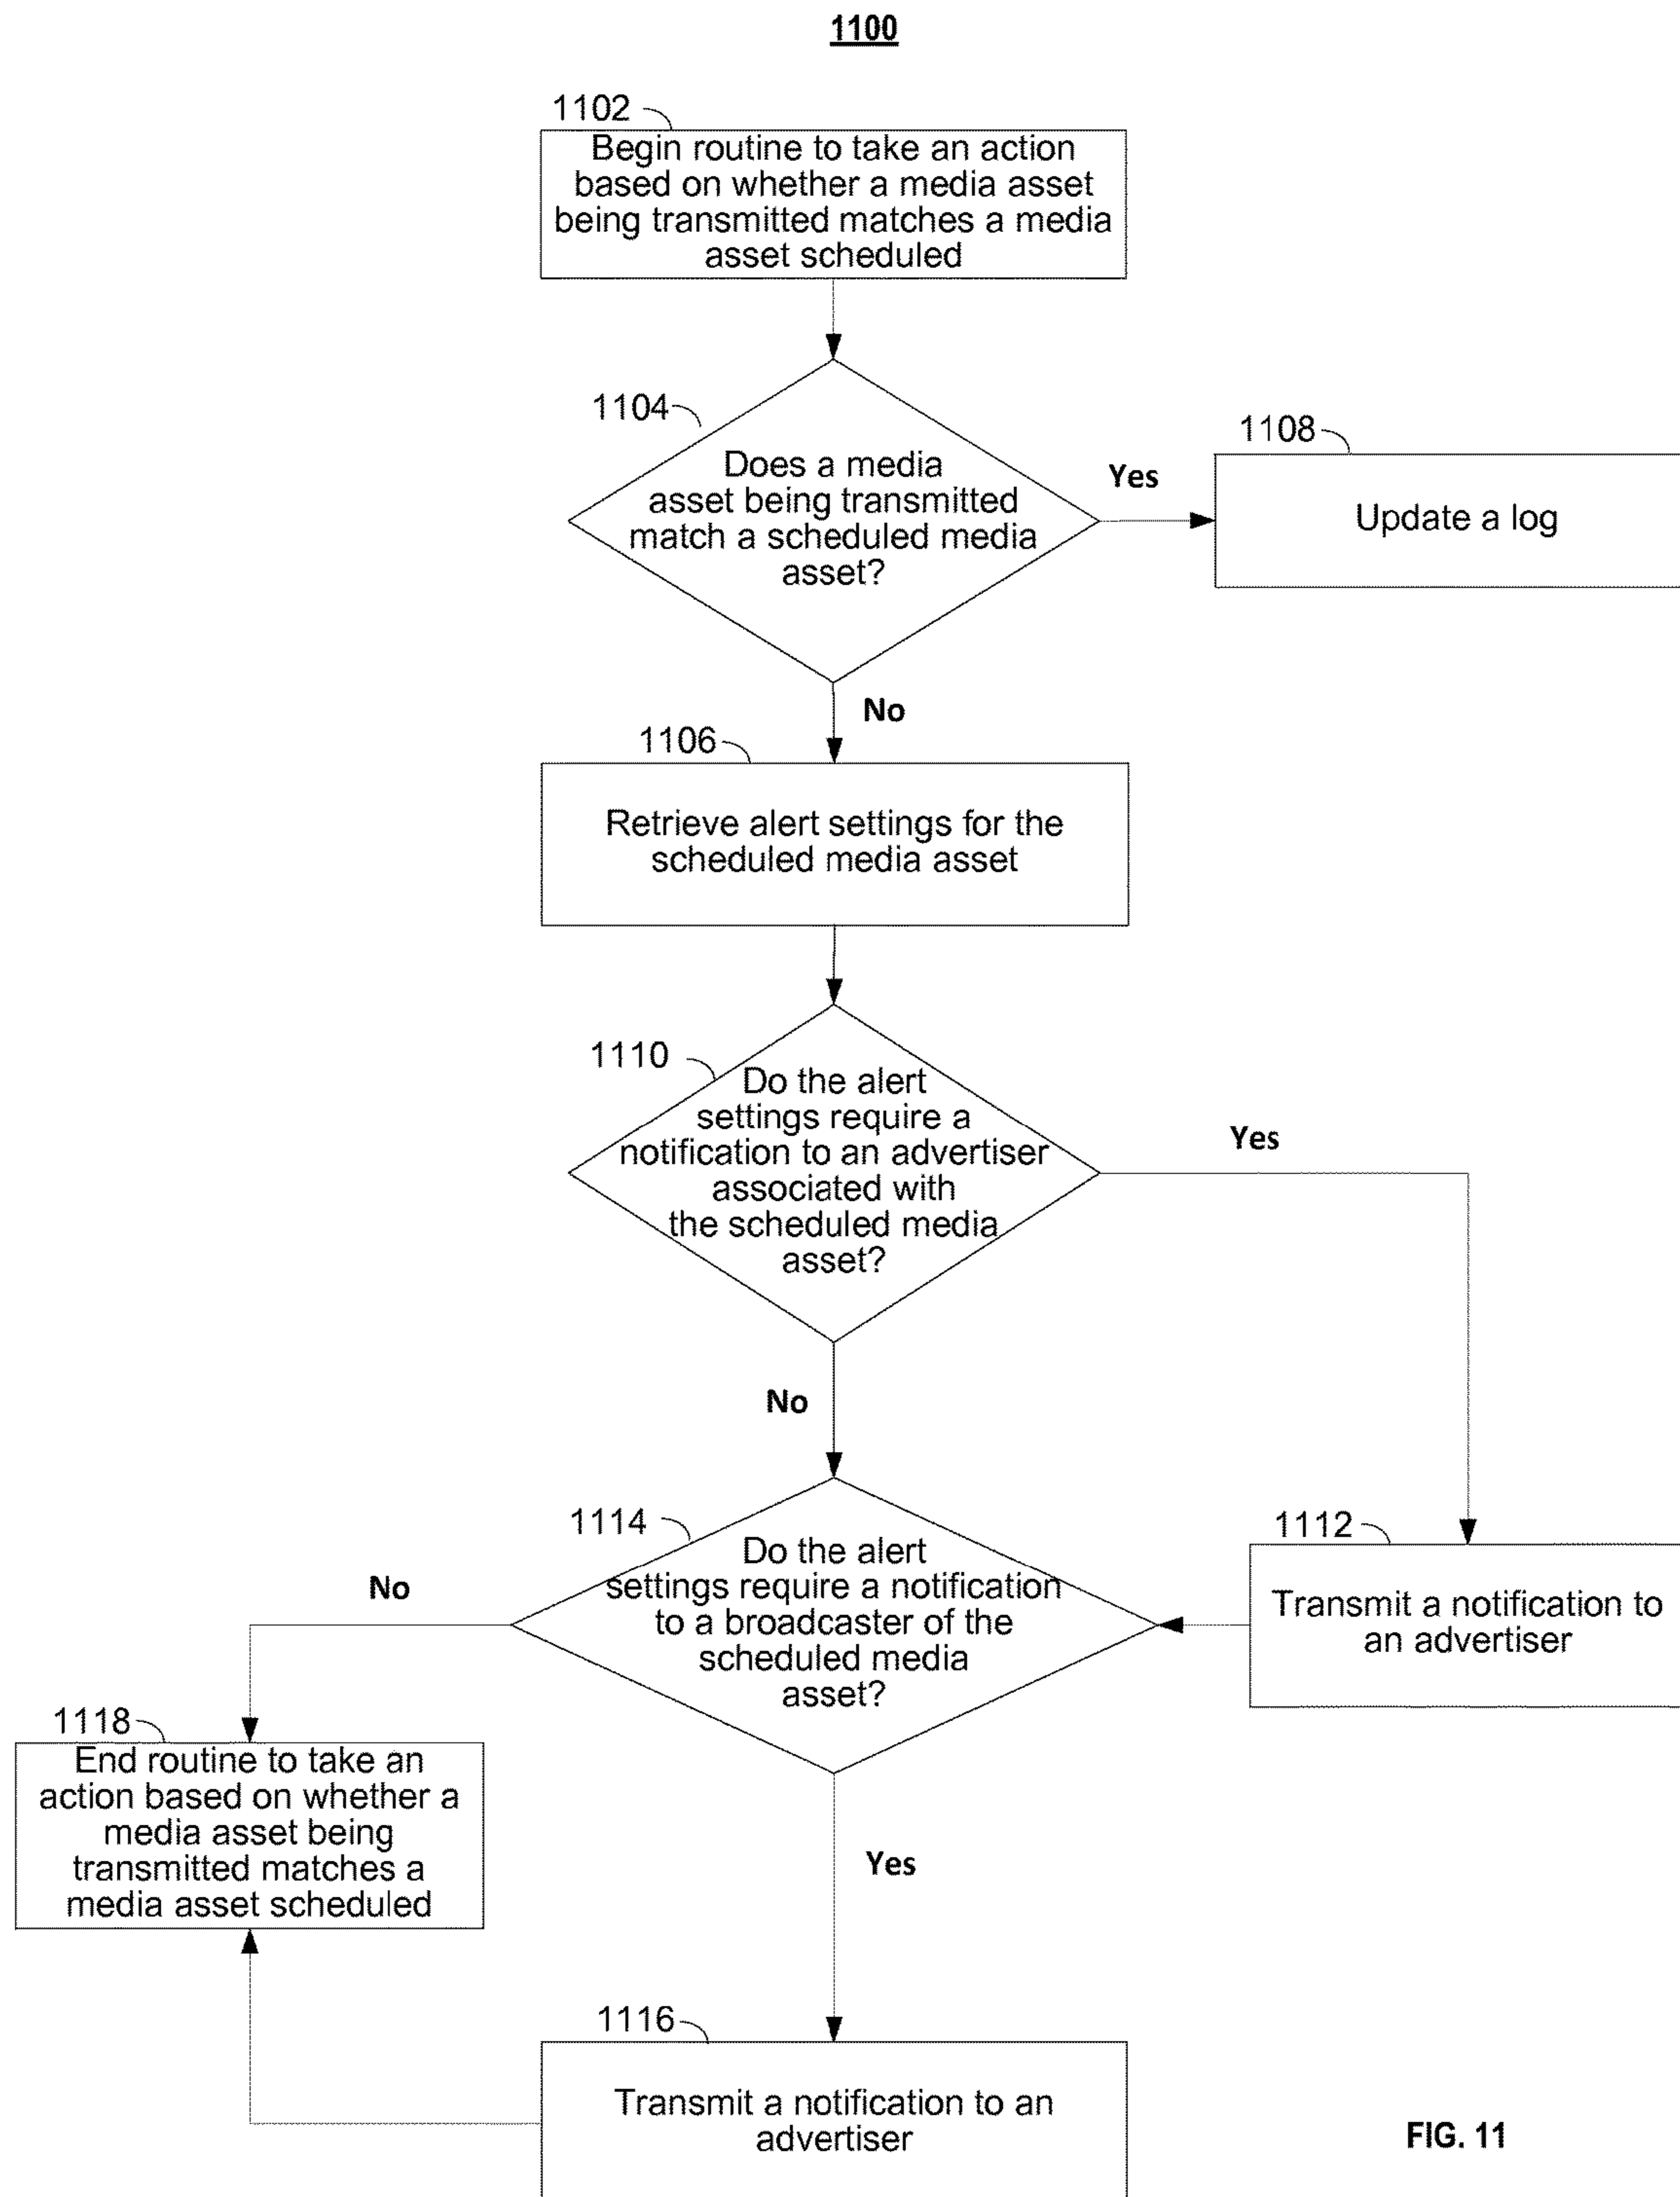 1100
1102
Begin routine to take an action
based on whether a media asset
being transmitted matches a media
asset scheduled
1104
Does a media
asset being transmitted
match a scheduled media
asset?
Yes
1108
Update a log
No
1106
Retrieve alert settings for the
scheduled media asset
1110
Do the alert
settings require a
notification to an advertiser
associated with
the scheduled media
asset?
Yes
No
1114
Do the alert
settings require a notification
to a broadcaster of the
scheduled media
asset?
No
1112
Transmit a notification to
an advertiser
1118
End routine to take an
action based on whether a
media asset being
transmitted matches a
media asset scheduled
Yes
1116
Transmit a notification to an
advertiser
FIG. 11